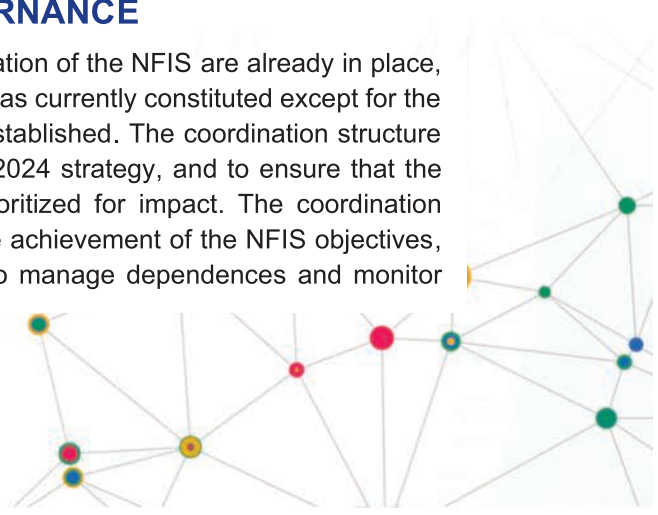 RNANCE
ation of the NFIS are already in place,
as currently constituted except for the
stablished. The coordination structure
2024 strategy, and to ensure that the
oritized for impact. The coordination
e achievement of the NFIS objectives,
o manage dependences and monitor